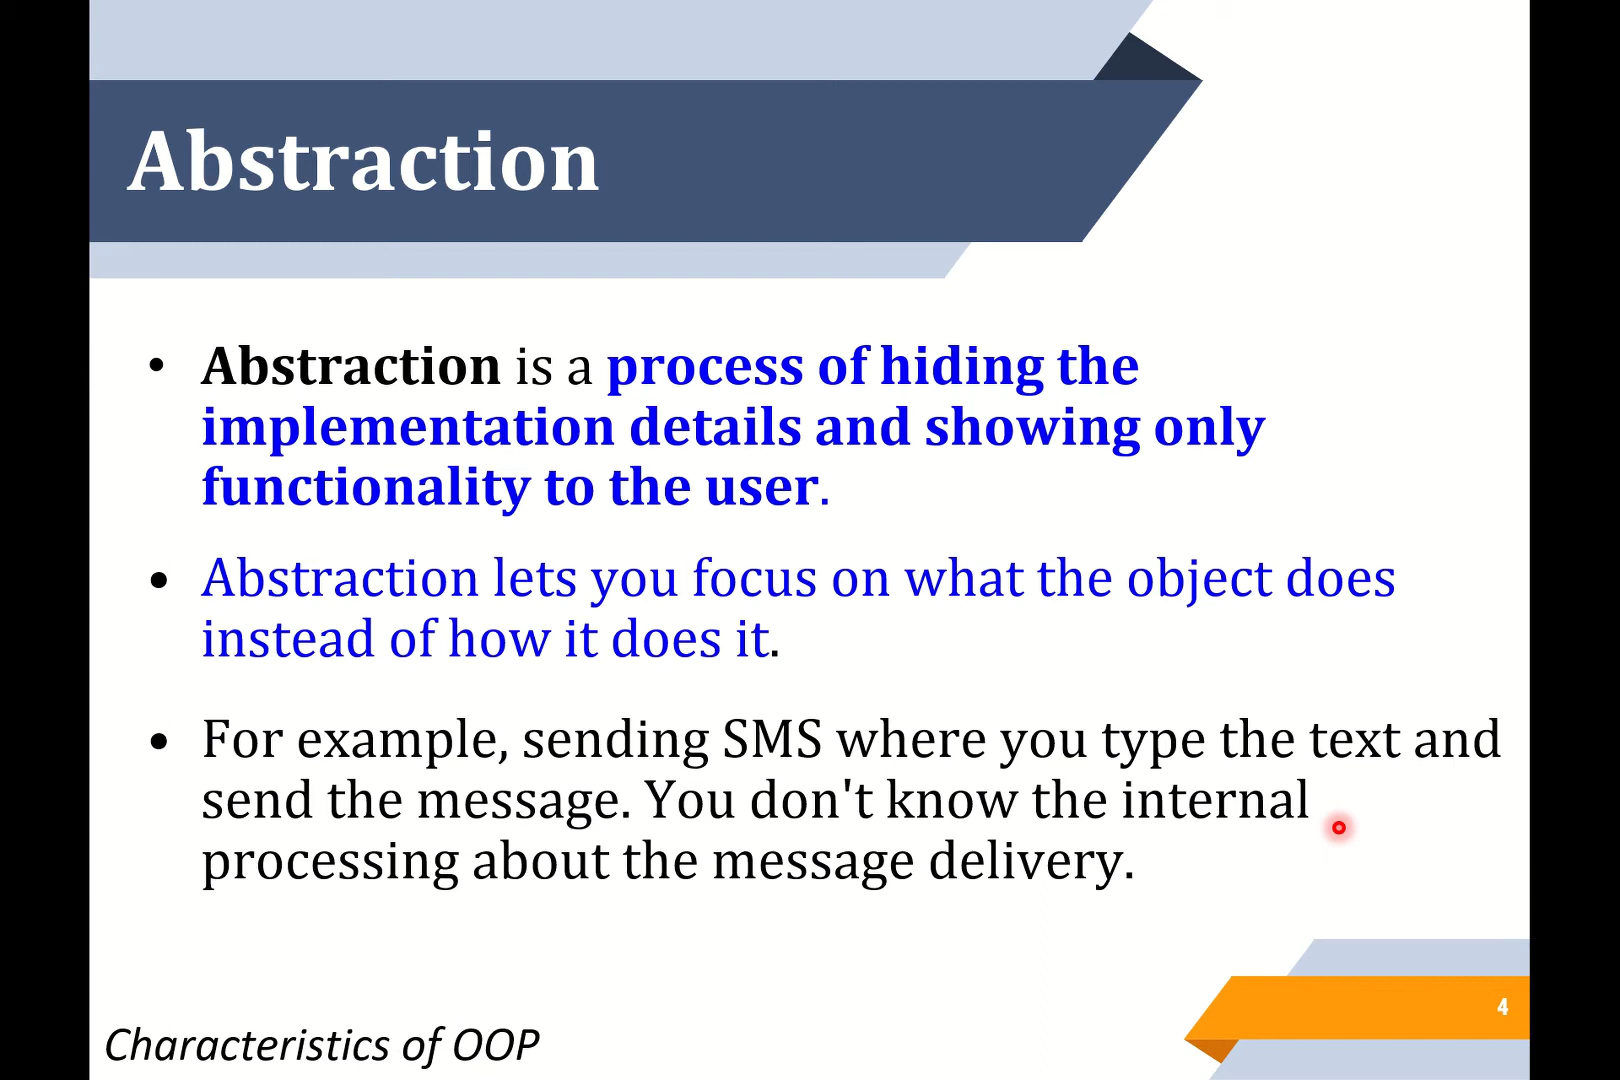 Abstraction
• Abstraction is a process of hiding the
implementation details and showing only
functionality to the user.
• Abstraction lets you focus on what the object does
instead of how it does it.
• For example, sending SMS where you type the text and
send the message. You don't know the internal
processing about the message delivery.
4
Characteristics of OOP